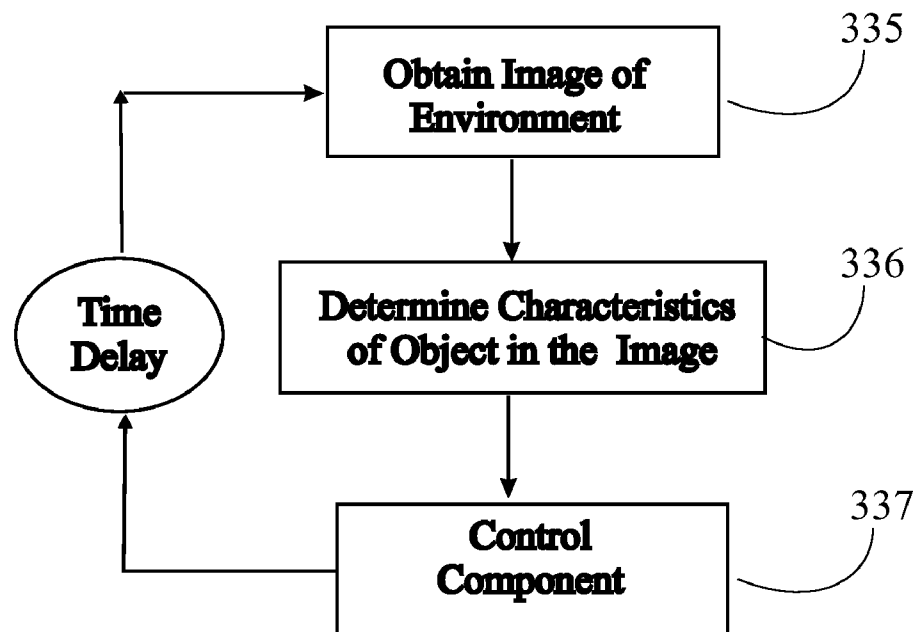 335
Obtain Image of
Environment
336
Time
Delay
Determine Characteristics
of Object in the Image
337
Control
Component